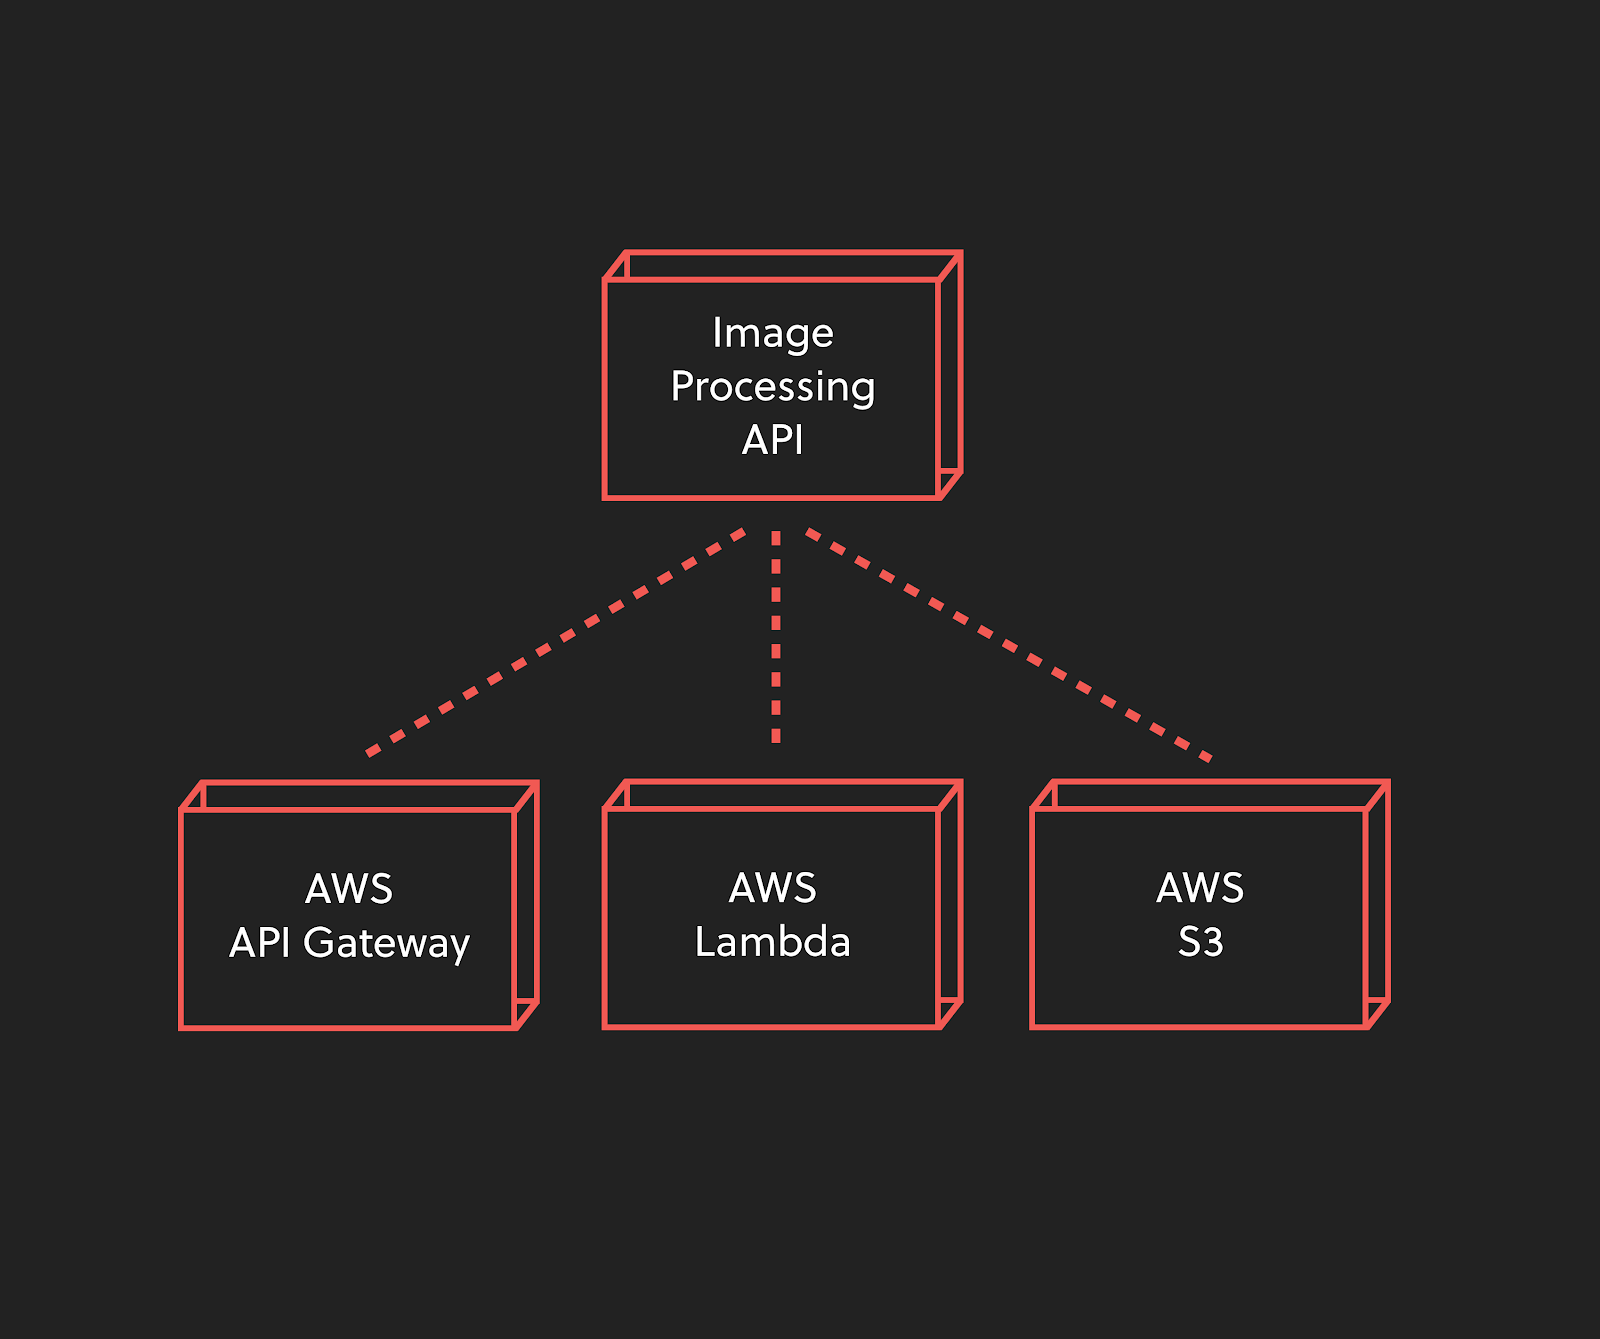 Image
Processing
API
AWS
API Gateway
AWS
Lambda
AWS
S3